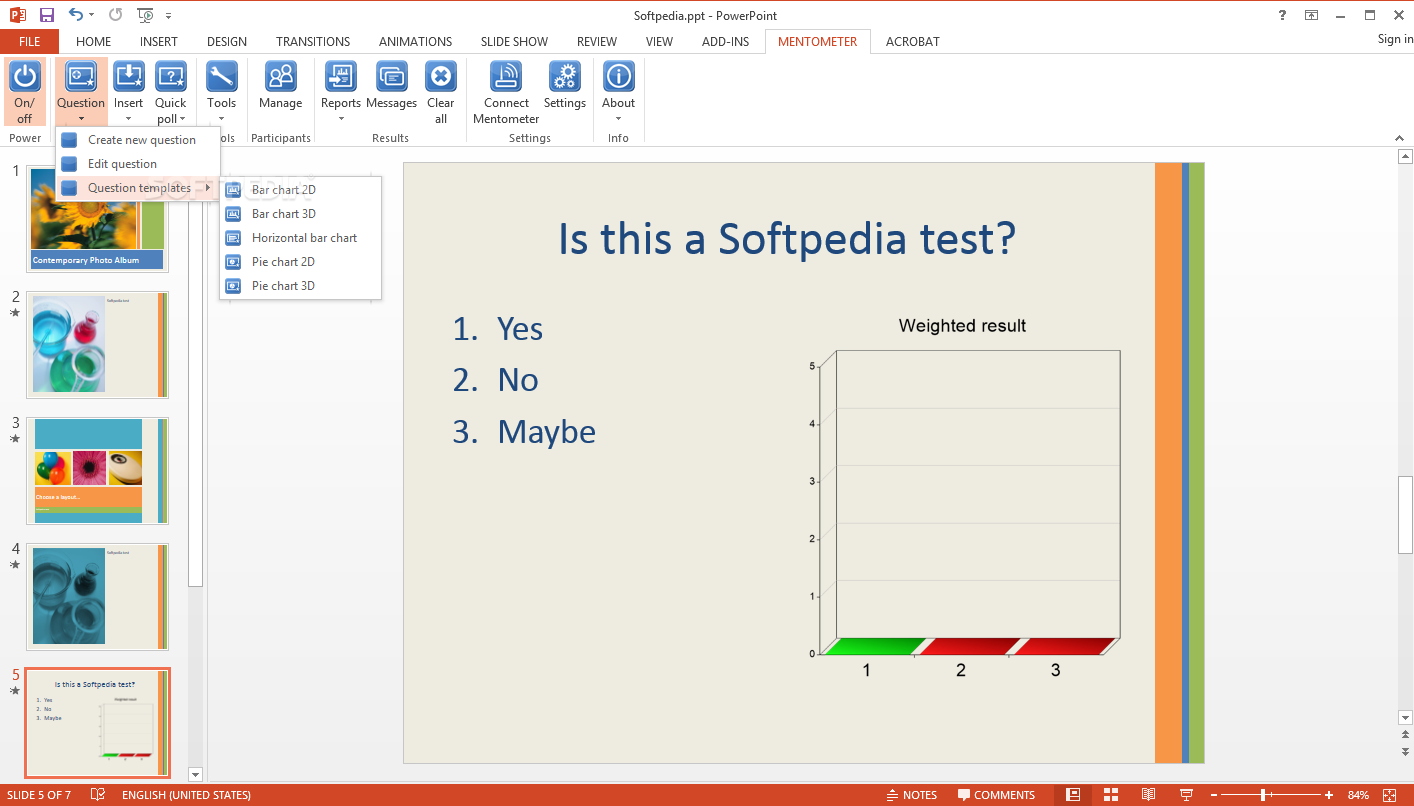 Softpedia.ppt - PowerPoint
?
FILE HOME INSERT DESIGN TRANSITIONS ANIMATIONS SLIDE SHOW REVIEW VIEW ADD-INS MENTOMETER ACROBAT Sign in
On/ Question Insert Quick Tools Manage Reports Messages Clear Connect Settings About
off poll all Mentometer
Power ols Participants Results Settings Info
Create new question
Edit question
Question templates
SOFTPEDIA
Bar chart 2D
Bar chart 3D
Horizontal bar chart
Pie chart 2D
Pie chart 3D
1
Contemporary Photo Album
2
Softpedia test
3
Choose a layout...
4
Softpedia test
5
Is this a Softpedia test?
1. Yes
2. No
3. Maybe
Weighted result
Is this a Softpedia test?
1. Yes
2. No
3. Maybe
Weighted result
5
4
3
2
1
0
1 2 3
SLIDE 5 OF 7 ENGLISH (UNITED STATES) NOTES COMMENTS 84%